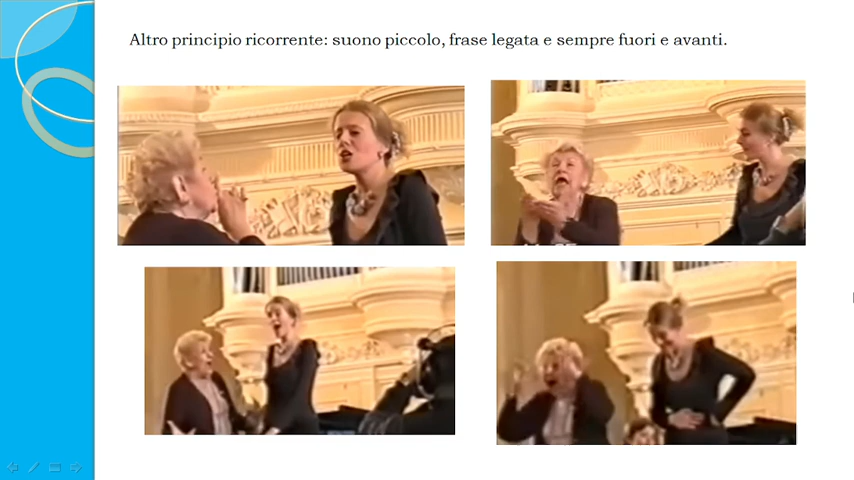 Altro principio ricorrente: suono piccolo, frase legata e sempre fuori e avanti.